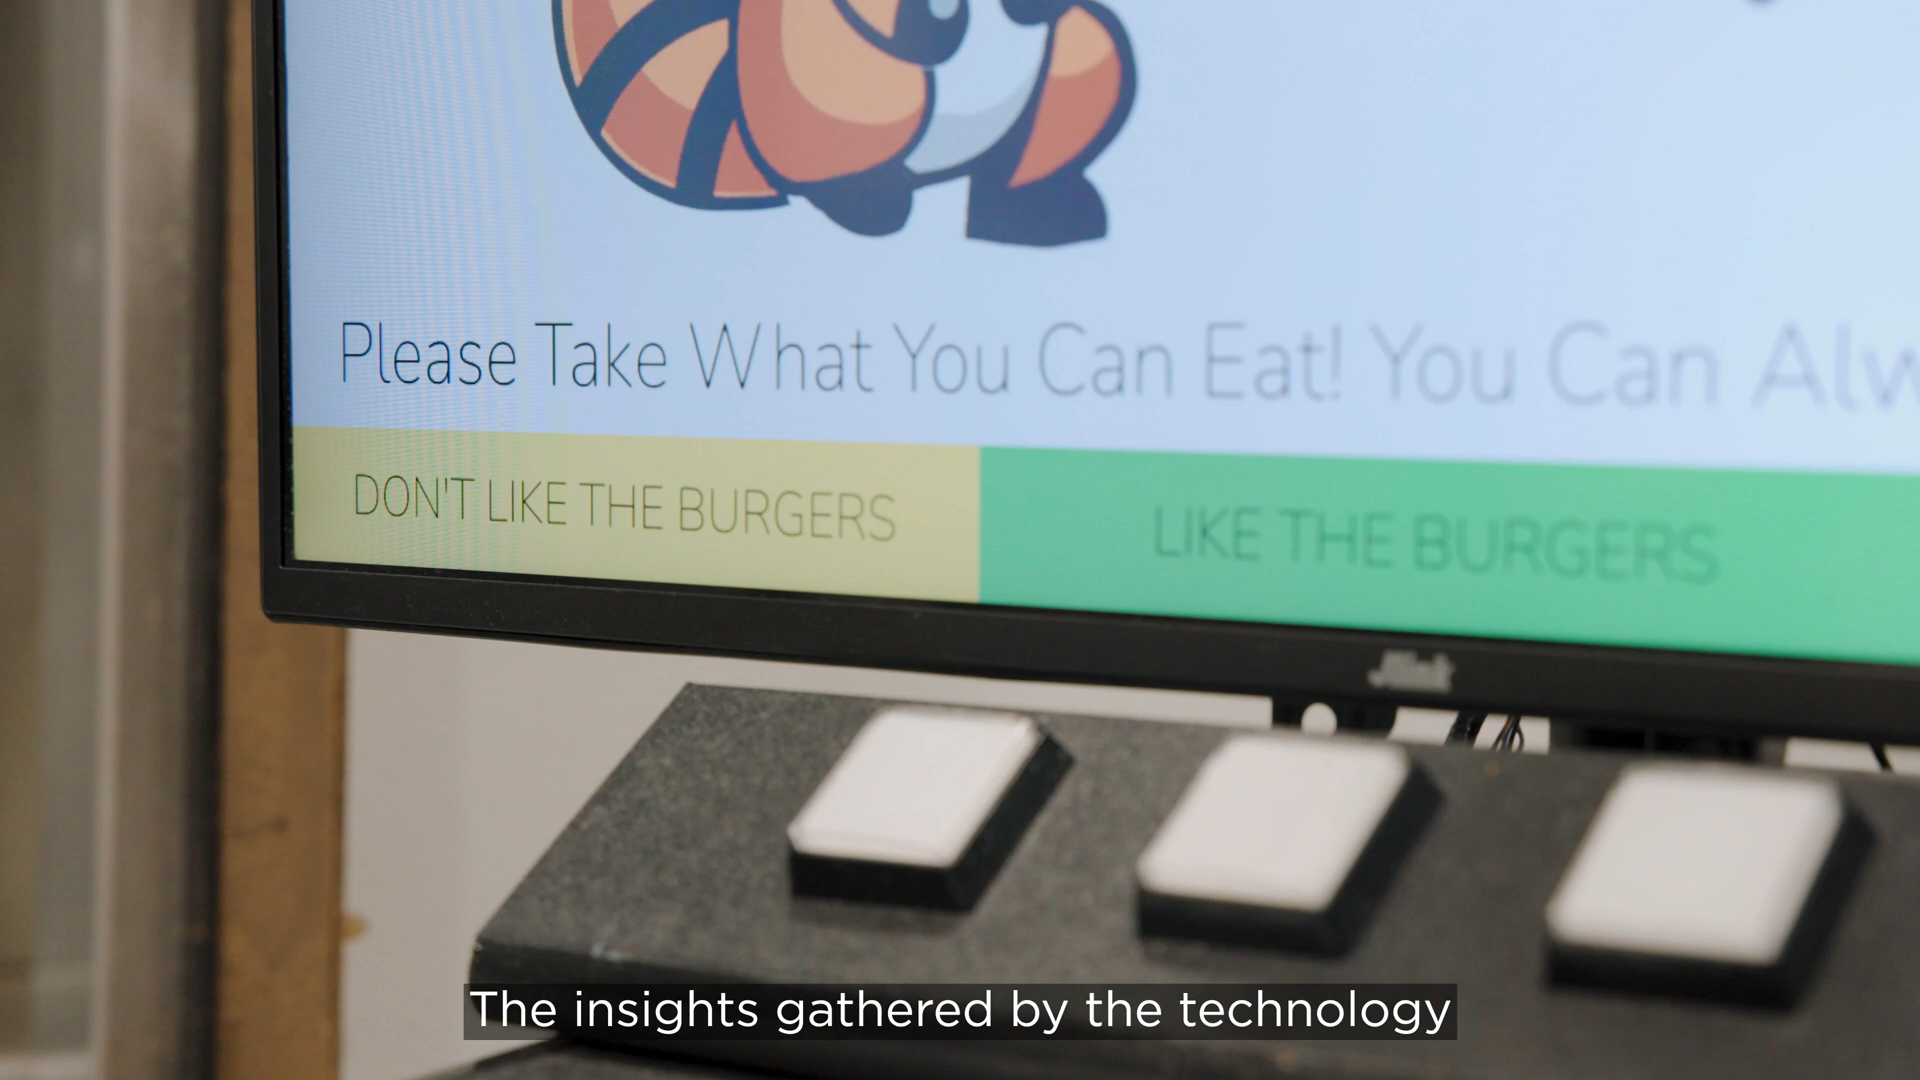 Please Take What You Can Eat! You Can Alw
DON'T LIKE THE BURGERS
LIKE THE BURGERS
The insights gathered by the technology